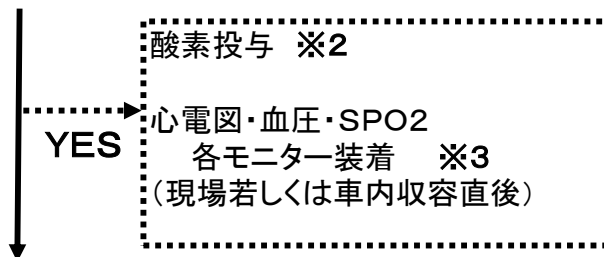 酸素投与　※2
YES
心電図・血圧・SPO2
各モニター装着　※3
（現場若しくは車内収容直後）